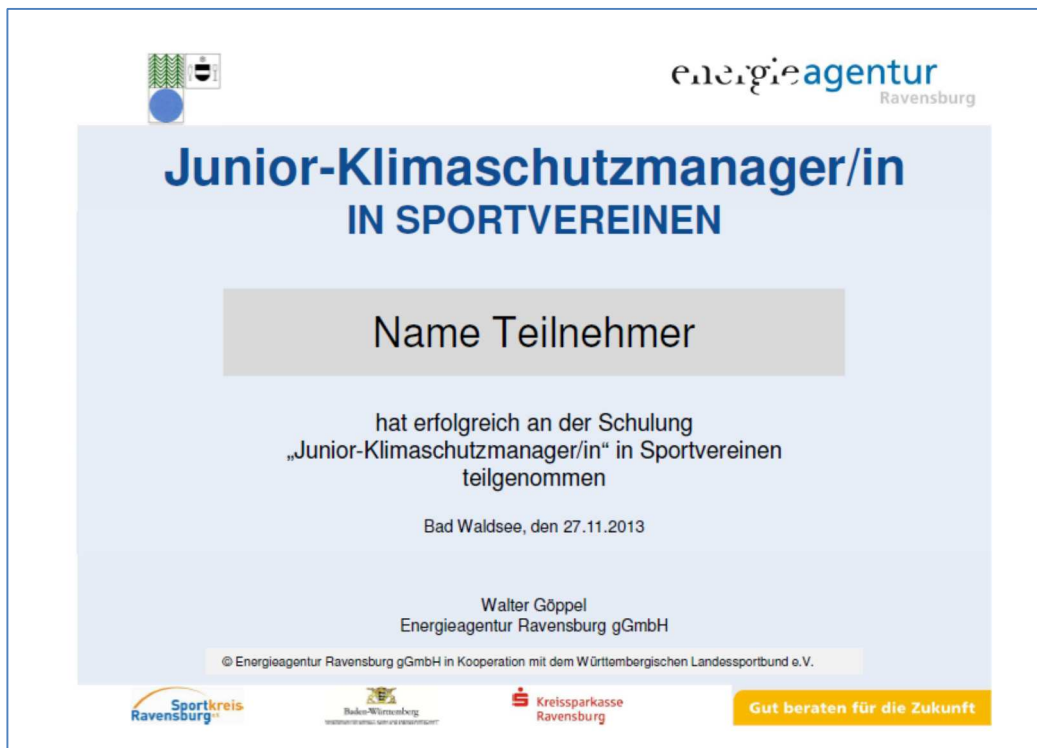 energieagentur
Ravensburg
Junior-Klimaschutzmanager/in
IN SPORTVEREINEN
Name Teilnehmer
hat erfolgreich an der Schulung
„Junior-Klimaschutzmanager/in“ in Sportvereinen
teilgenommen
Bad Waldsee, den 27.11.2013
Walter Göppel
Energieagentur Ravensburg gGmbH
© Energieagentur Ravensburg gGmbH in Kooperation mit dem Württembergischen Landessportbund e.V.
Sportkreis
Ravensburg
Baden-Württemberg
Kreissparkasse
Ravensburg
Gut beraten für die Zukunft